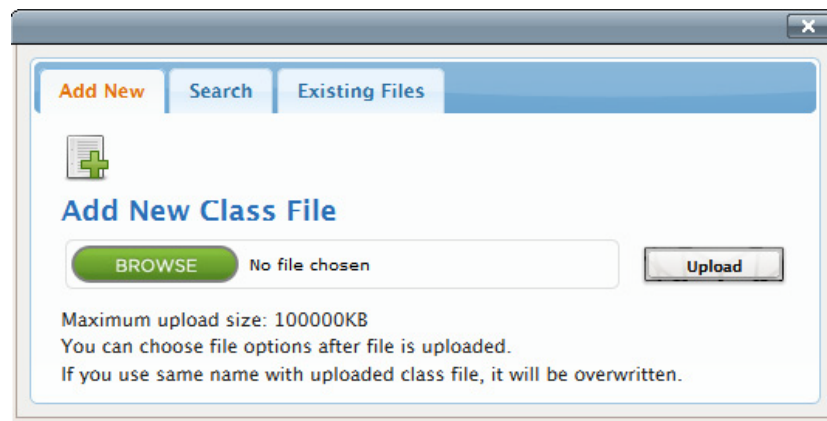 Add New Search Existing Files
Add New Class File
BROWSE No file chosen Upload
Maximum upload size: 100000KB
You can choose file options after file is uploaded.
If you use same name with uploaded class file, it will be overwritten.